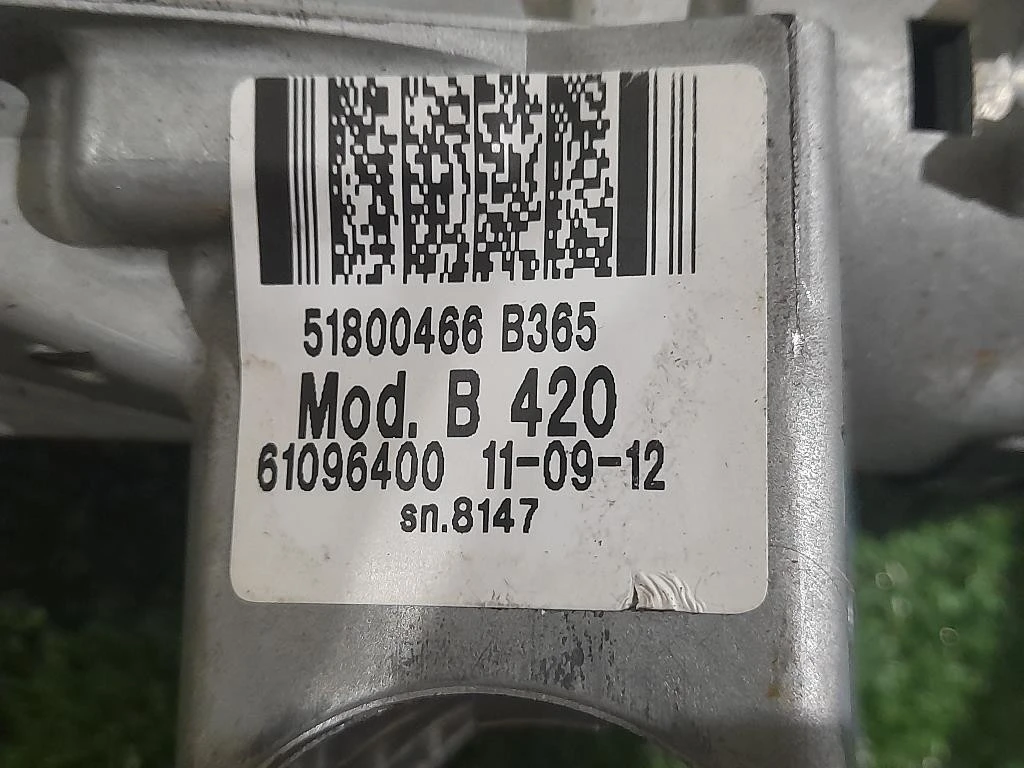 51800466 B365
Mod. B 420
61096400 11-09-12
sn.8147